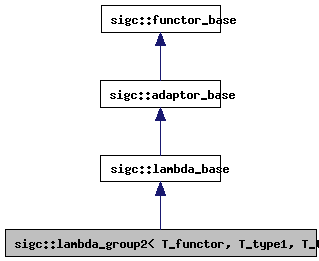 sigc::functor_base
sigc::adaptor_base
sigc::lambda_base
sigc::lambda_group2< T_functor, T_type1, T_